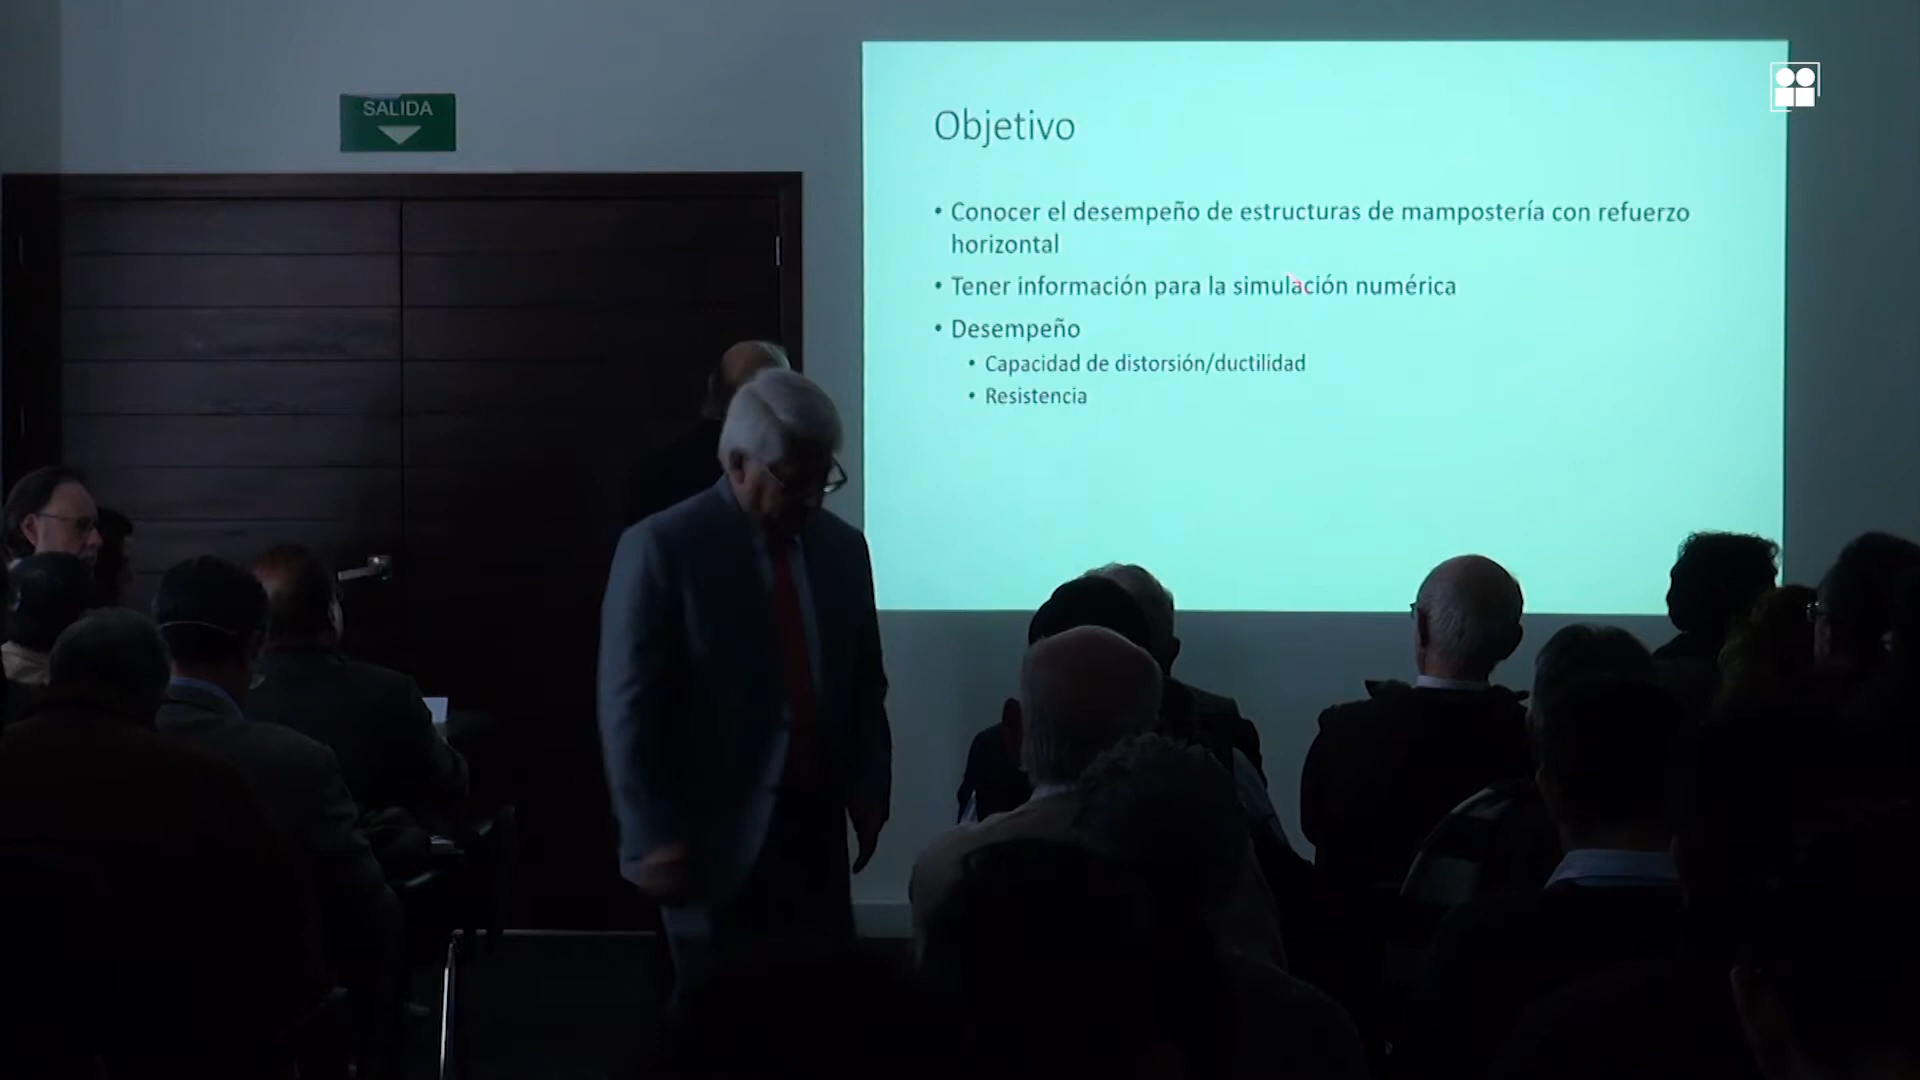 SALIDA
Objetivo
• Conocer el desempeño de estructuras de mampostería con refuerzo
horizontal
• Tener información para la simulación numérica
• Desempeño
• Capacidad de distorsión/ductilidad
• Resistencia